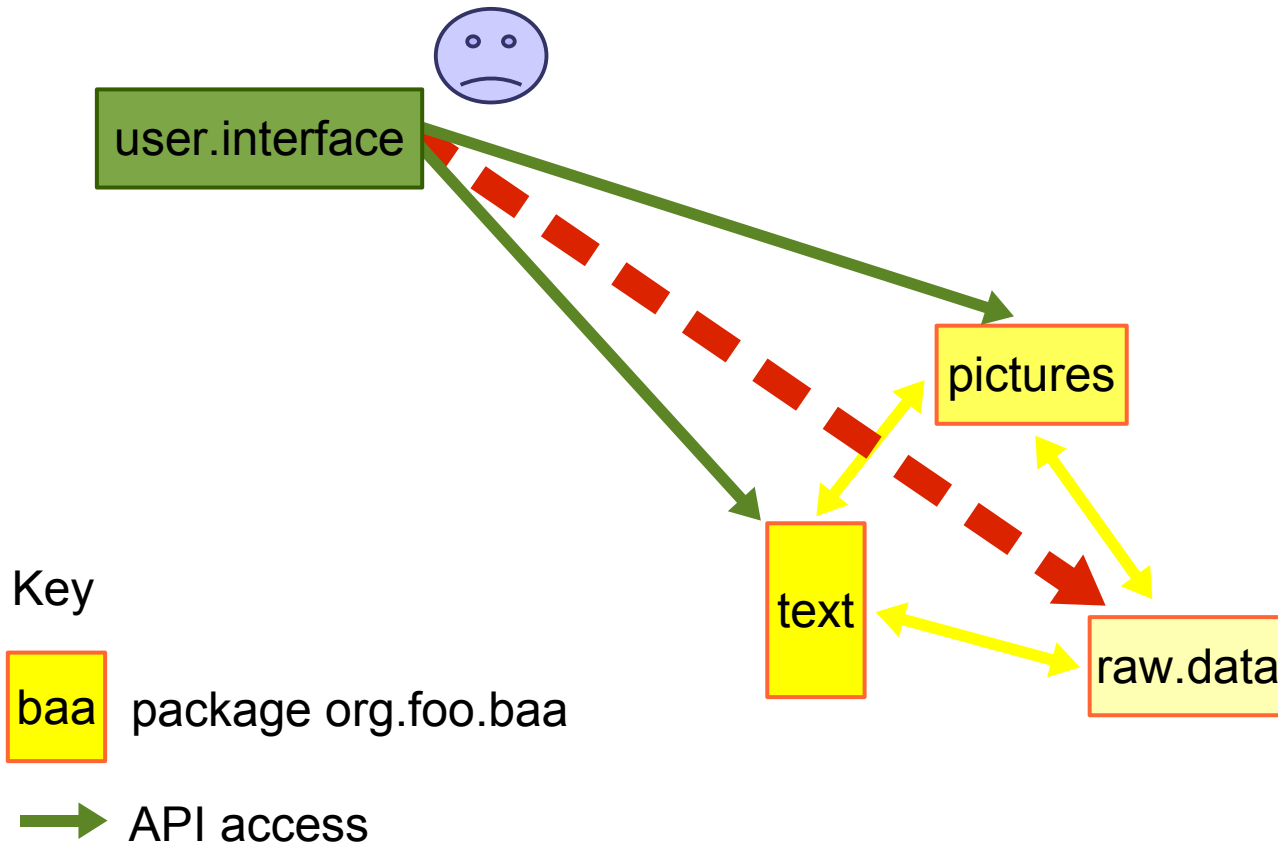 user.interface
pictures
text
raw.data
Key
baa
package org.foo.baa
API access